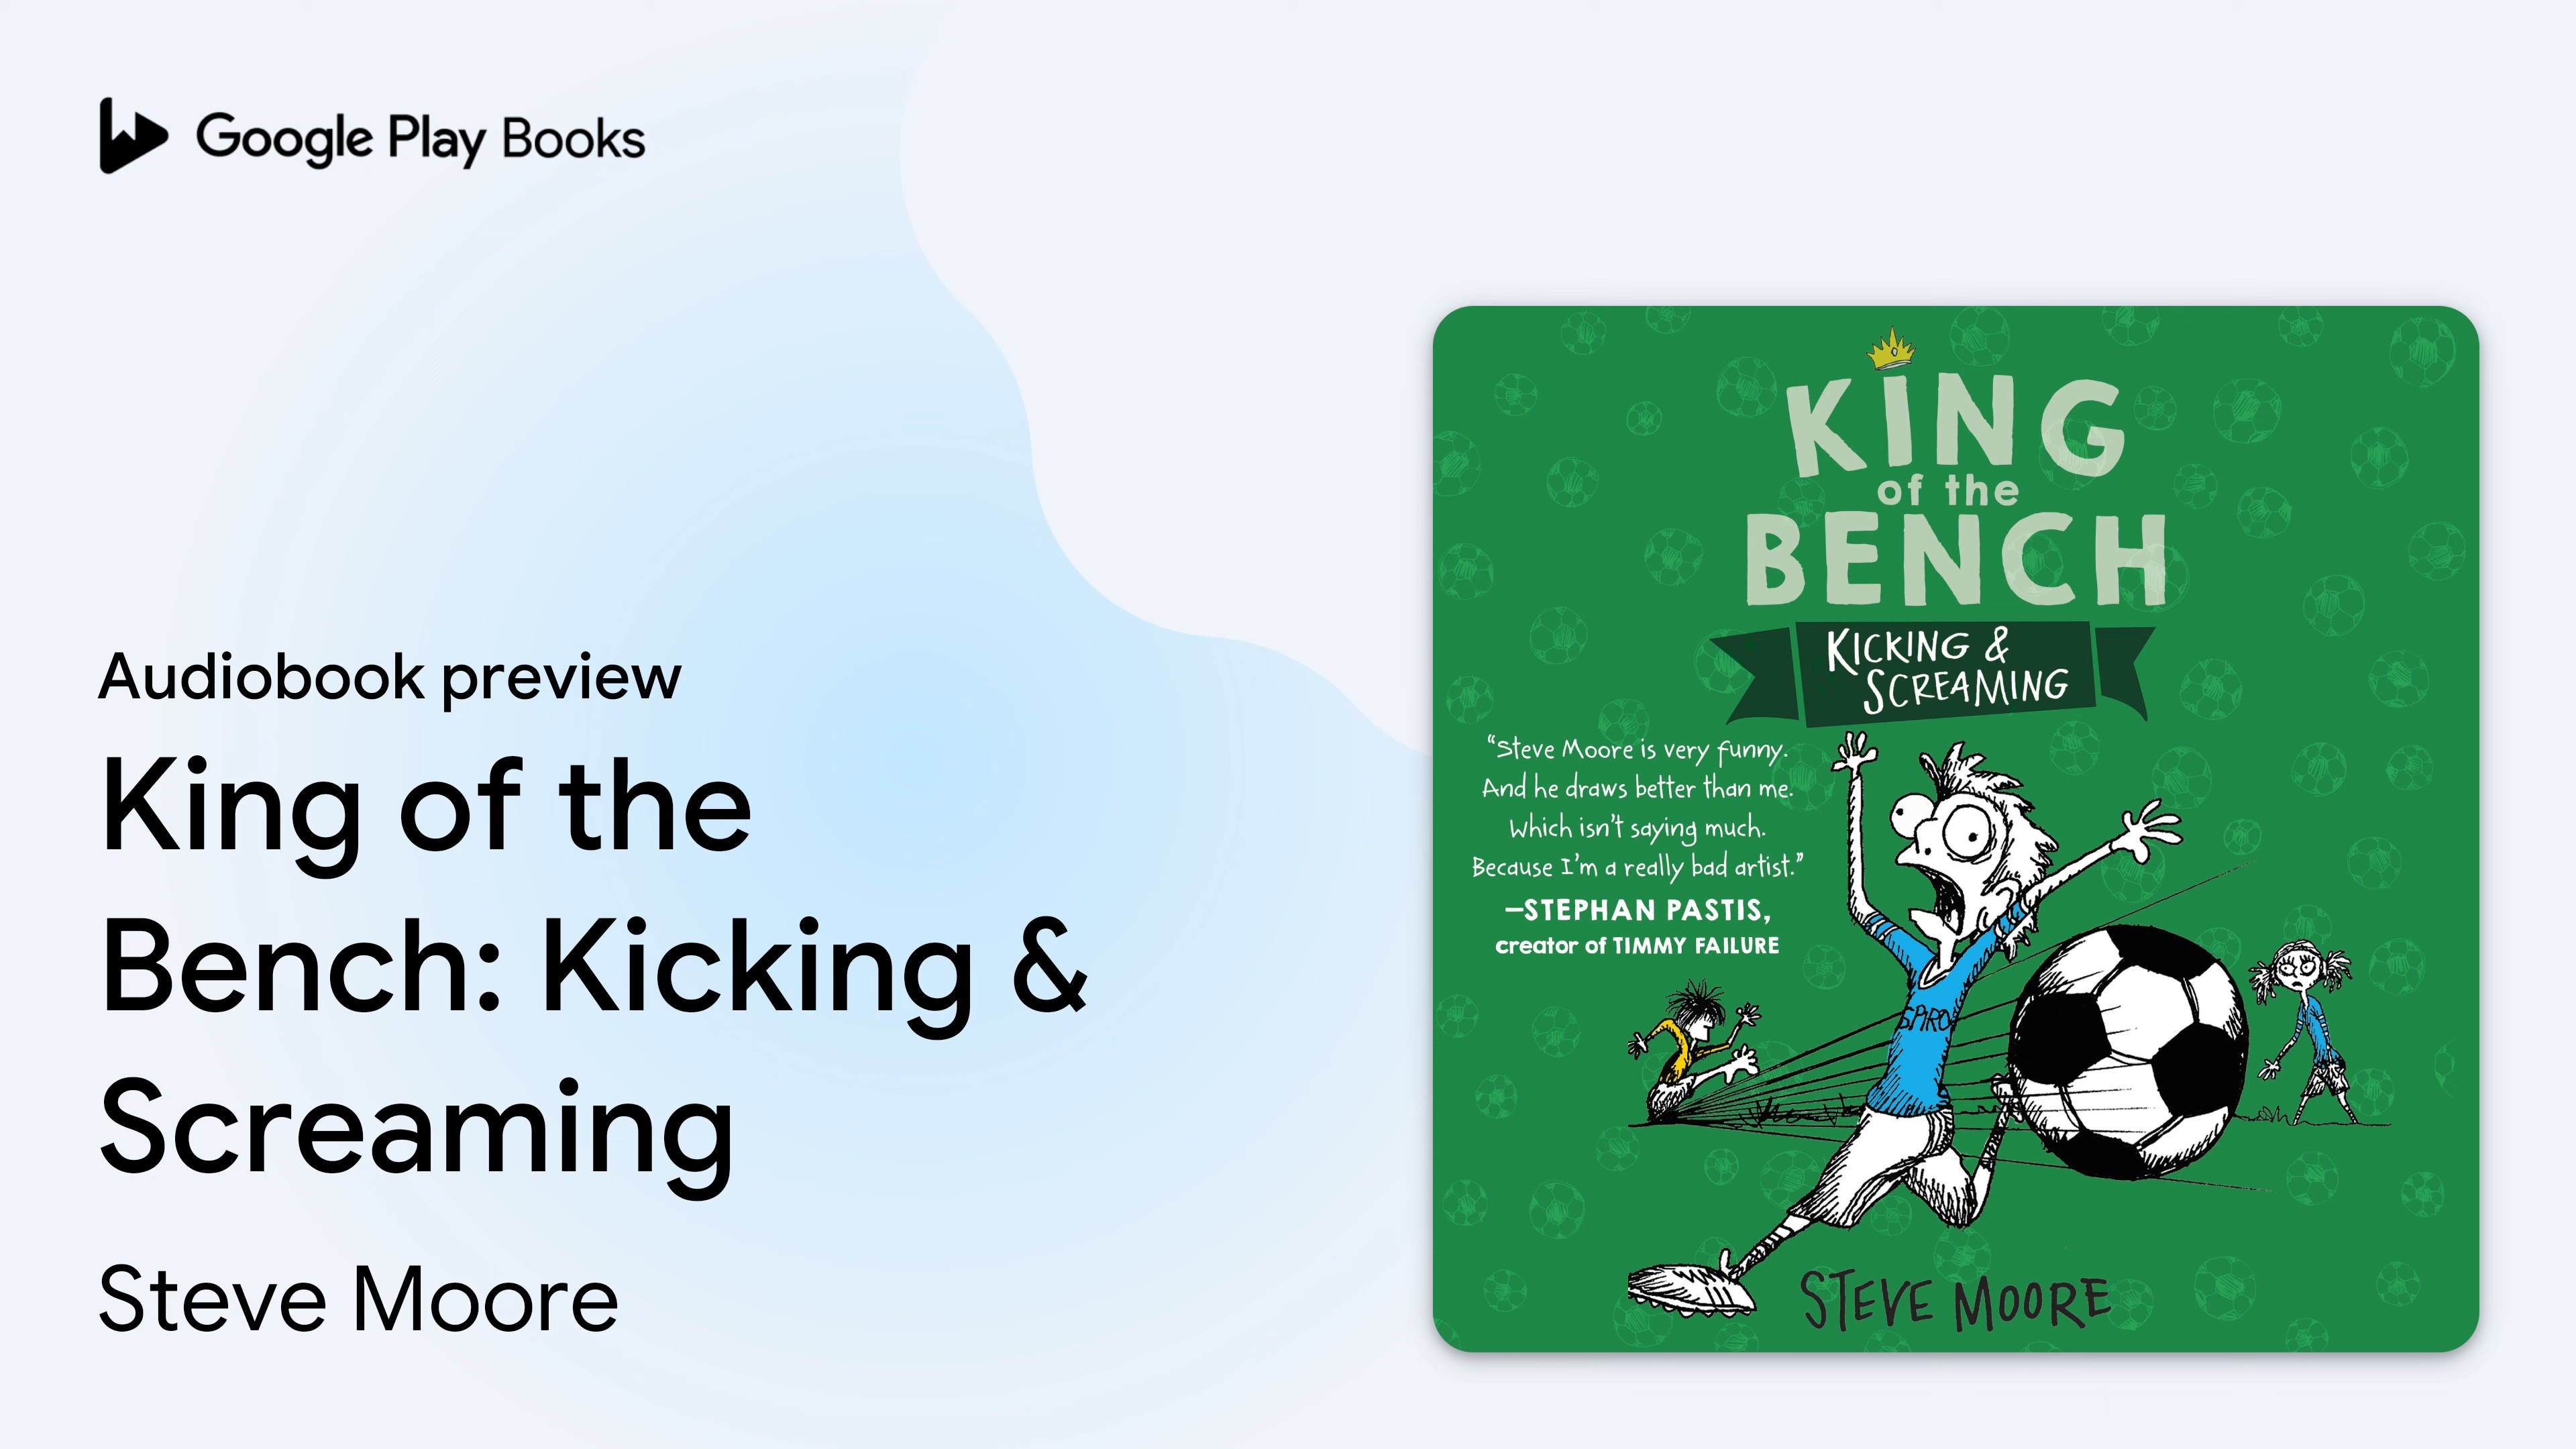 Google Play Books
Audiobook preview
King of the
Bench: Kicking &
Screaming
Steve Moore
KING
of the
BENCH
KICKING &
SCREAMING
“Steve Moore is very funny.
And he draws better than me.
Which isn’t saying much.
Because I’m a really bad artist.”
—STEPHAN PASTIS,
creator of TIMMY FAILURE
SPIRO
STEVE MOORE